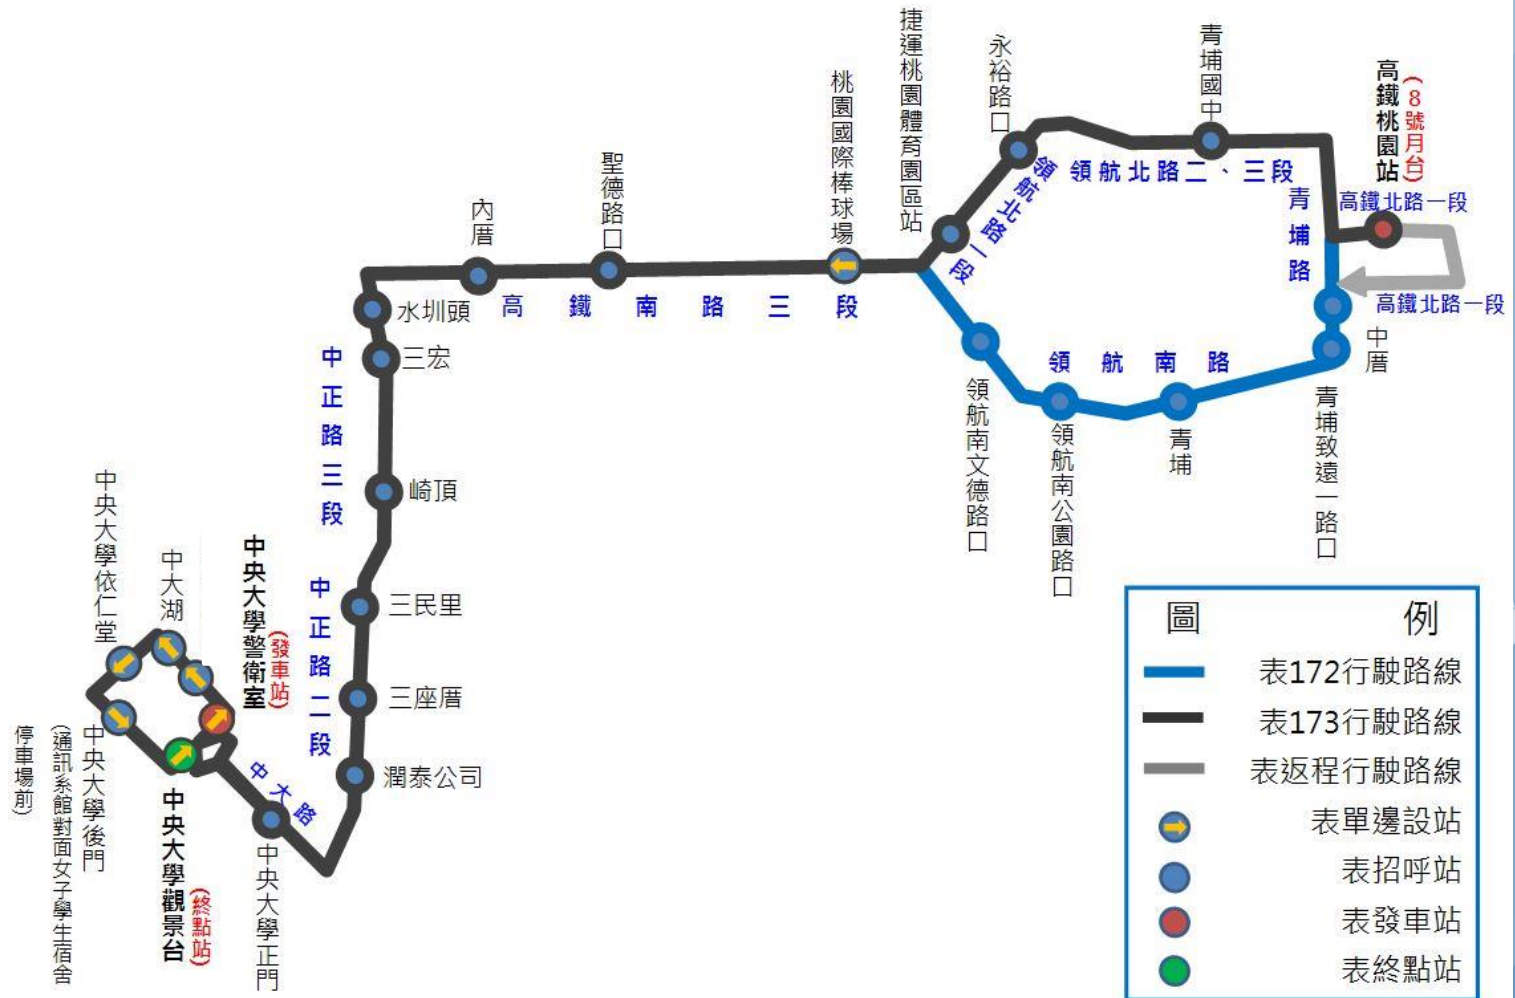 捷運桃園體育園區站
永裕路口
青埔國中
高鐵桃園站
(8號月台)
桃園國際棒球場
聖德路口
內厝
領航北路一段
領航北路二、三段
青埔路
高鐵北路一段
高鐵北路一段
水圳頭
高鐵南路三段
三宏
中正路三段
領航南路
中厝
領航南文德路口
領航南公園路口
青埔
青埔致遠一路口
崎頂
中央大學依仁堂
中大湖
中央大學警衛室
(發車站)
中正路二段
三民里
三座厝
潤泰公司
中大路
中央大學後門
(通訊系館對面女子學生宿舍
停車場前)
中央大學觀景台
(終點站)
中央大學正門
圖例
表172行駛路線
表173行駛路線
表返程行駛路線
表單邊設站
表招呼站
表發車站
表終點站